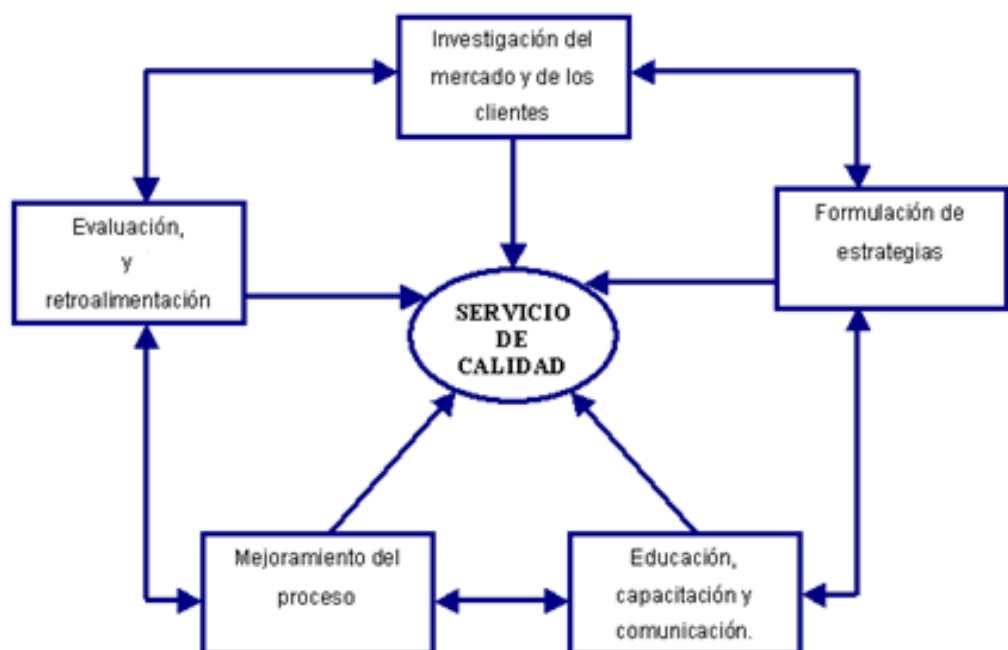 Investigación del
mercado y de los
clientes
Evaluación,
y
retroalimentación
Formulación de
estrategias
SERVICIO
DE
CALIDAD
Mejoramiento del
proceso
Educación,
capacitación y
comunicación.